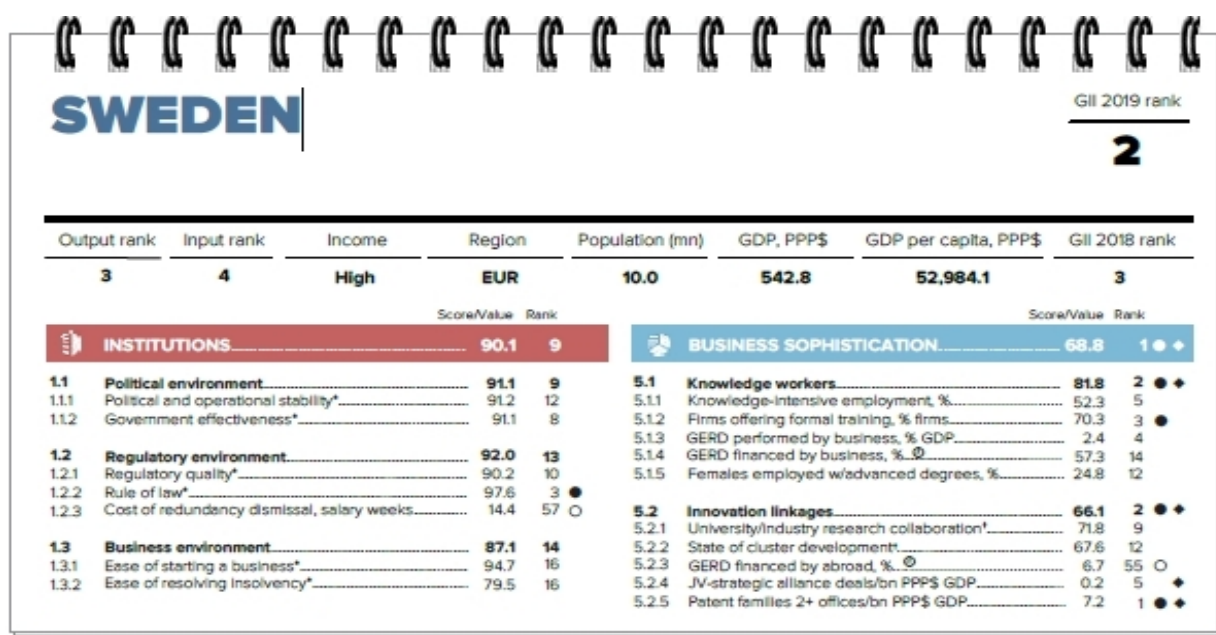 SWEDEN
GII 2019 rank
2
Output rank Input rank Income Region Population (mn) GDP, PPP$ GDP per capita, PPP$ GII 2018 rank
3 4 High EUR 10.0 542.8 52,984.1 3
Score/Value Rank
INSTITUTIONS 90.1 9
1.1 Political environment 91.1 9
1.1.1 Political and operational stability* 91.2 12
1.1.2 Government effectiveness* 91.1 8
1.2 Regulatory environment 92.0 13
1.2.1 Regulatory quality* 90.2 10
1.2.2 Rule of law* 97.6 3 ●
1.2.3 Cost of redundancy dismissal, salary weeks 14.4 57 ○
1.3 Business environment 87.1 14
1.3.1 Ease of starting a business* 94.7 16
1.3.2 Ease of resolving insolvency* 79.5 16
Score/Value Rank
BUSINESS SOPHISTICATION 68.8 1 ● ◆
5.1 Knowledge workers 81.8 2 ● ◆
5.1.1 Knowledge-intensive employment, % 52.3 5
5.1.2 Firms offering formal training, % firms 70.3 3 ●
5.1.3 GERD performed by business, % GDP 2.4 4
5.1.4 GERD financed by business, % 57.3 14
5.1.5 Females employed w/advanced degrees, % 24.8 12
5.2 Innovation linkages 66.1 2 ● ◆
5.2.1 University/industry research collaboration† 71.8 9
5.2.2 State of cluster development† 67.6 12
5.2.3 GERD financed by abroad, % 6.7 55 ○
5.2.4 JV-strategic alliance deals/bn PPP$ GDP 0.2 5 ◆
5.2.5 Patent families 2+ offices/bn PPP$ GDP 7.2 1 ● ◆